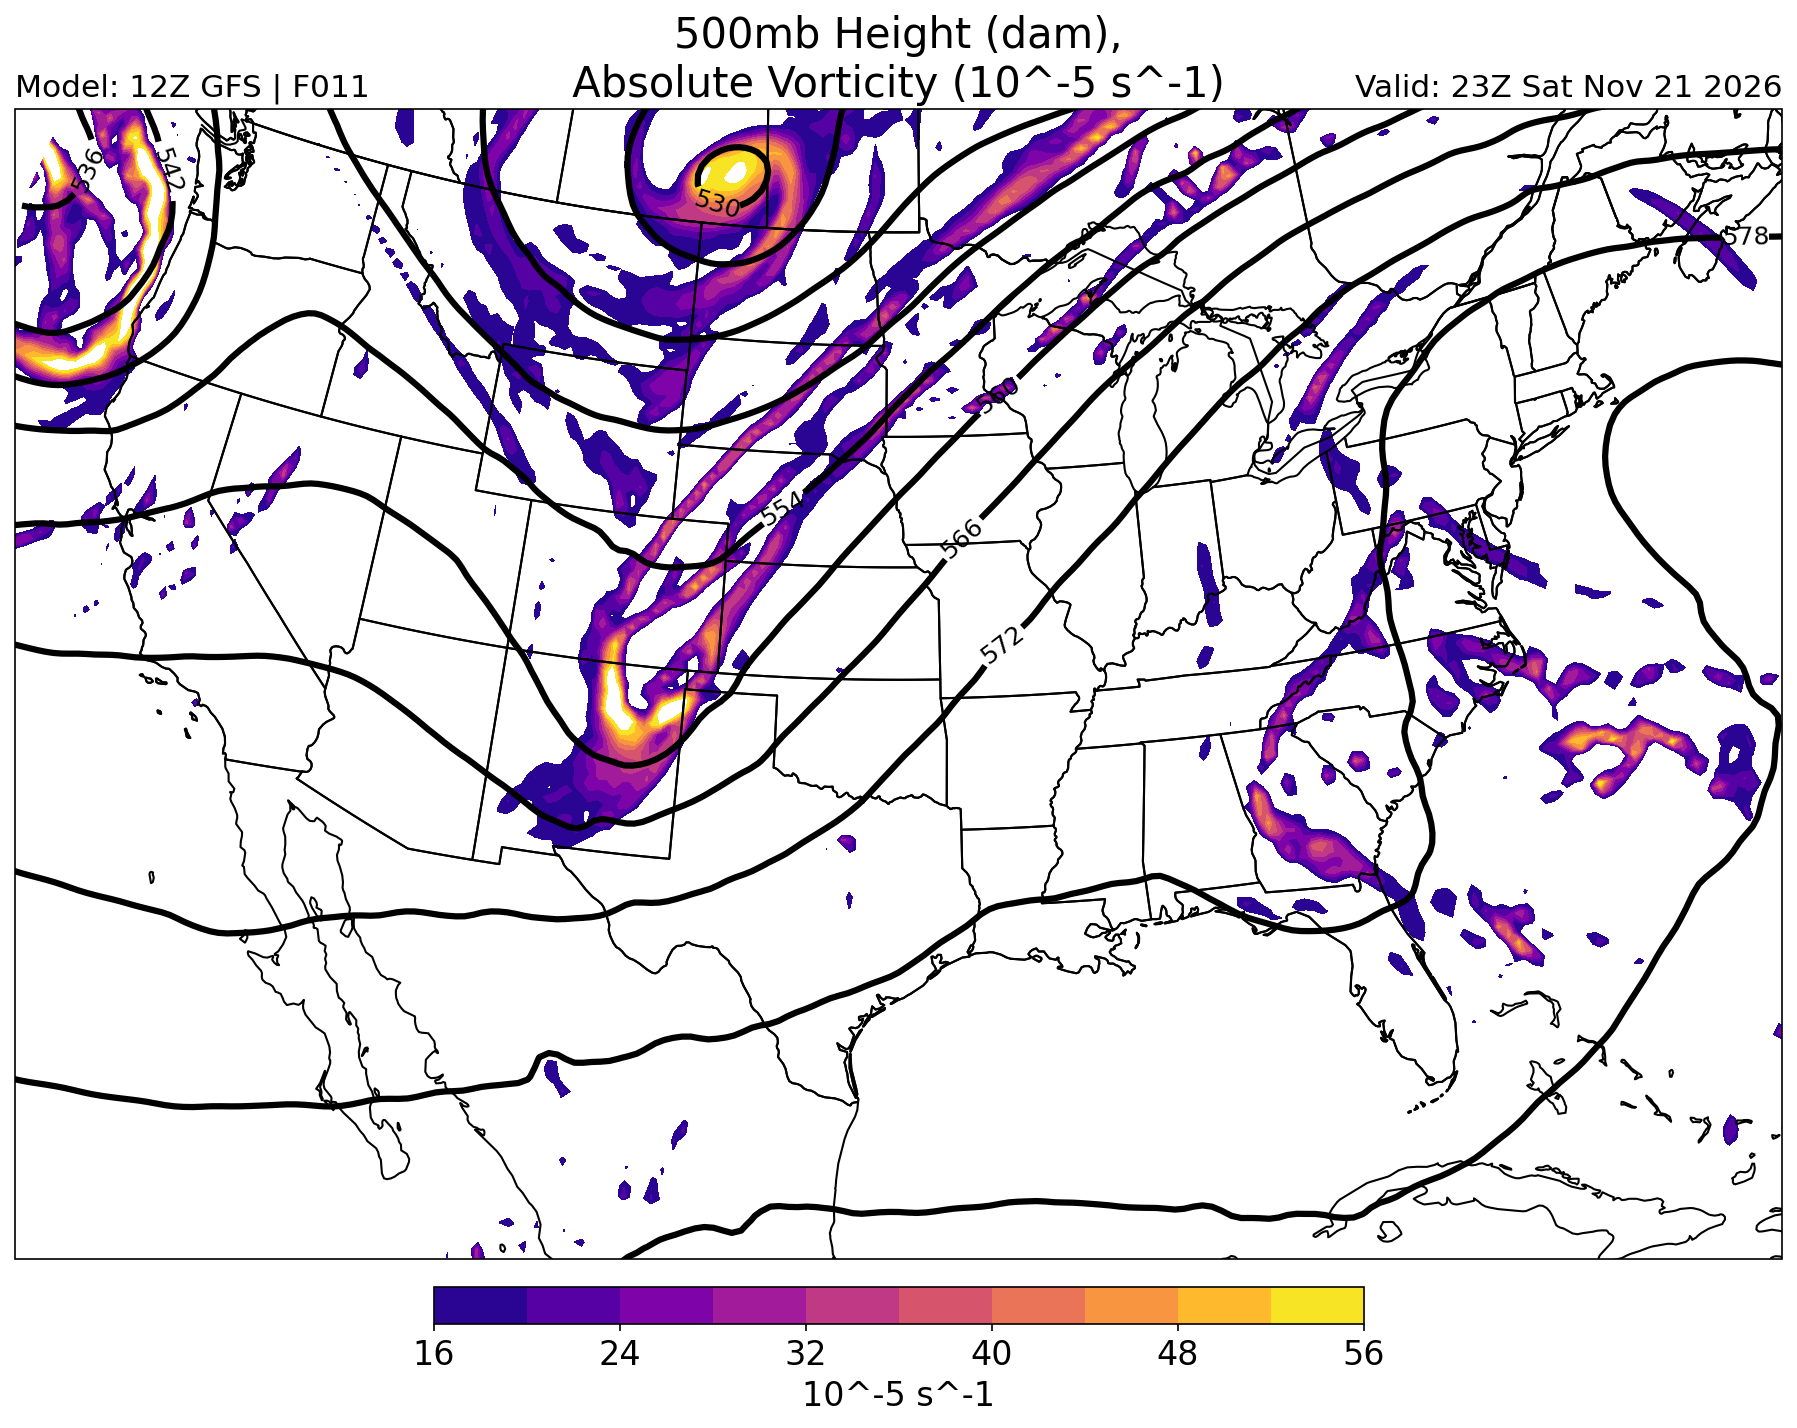 500mb Height (dam),
Model: 12Z GFS | F011
Absolute Vorticity (10^-5 s^-1)
Valid: 23Z Sat Nov 21 2026
536
542
530
578
560
554
566
572
16
24
32
40
48
56
10^-5 s^-1